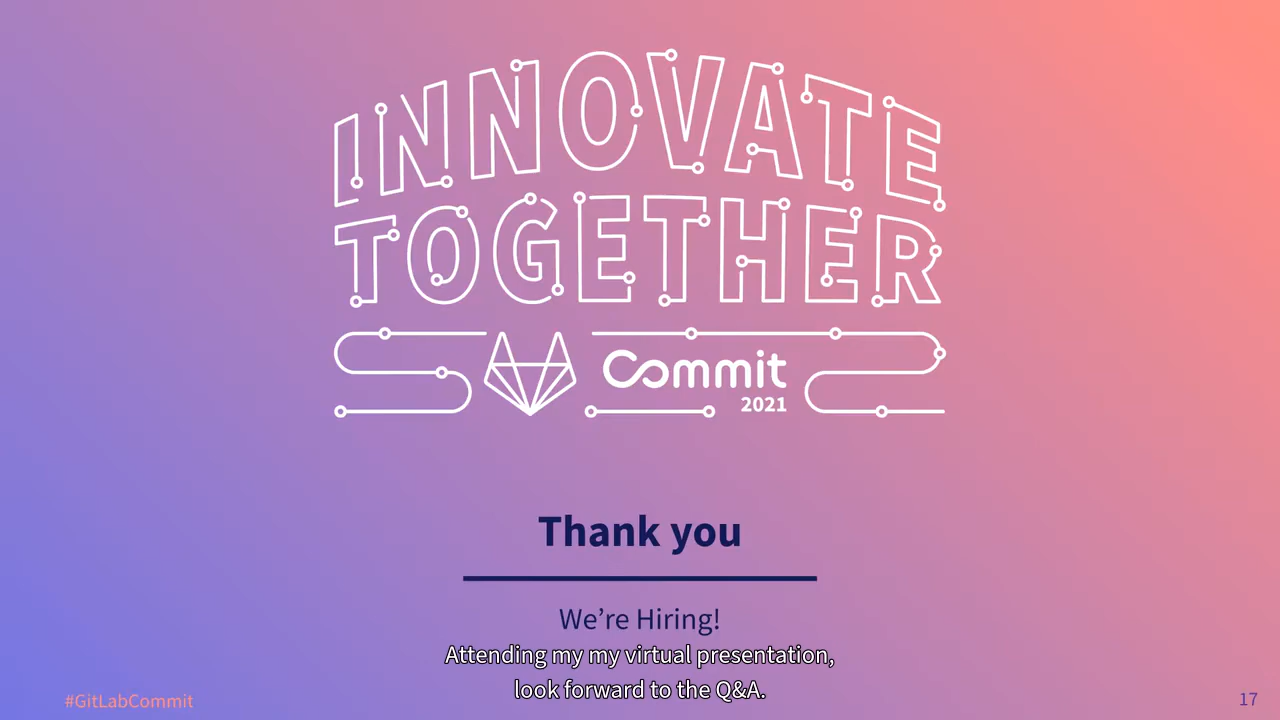 INNOVATE
TOGETHER
Commit
2021
Thank you
We’re Hiring!
Attending my my virtual presentation,
look forward to the Q&A.
#GitLabCommit
17